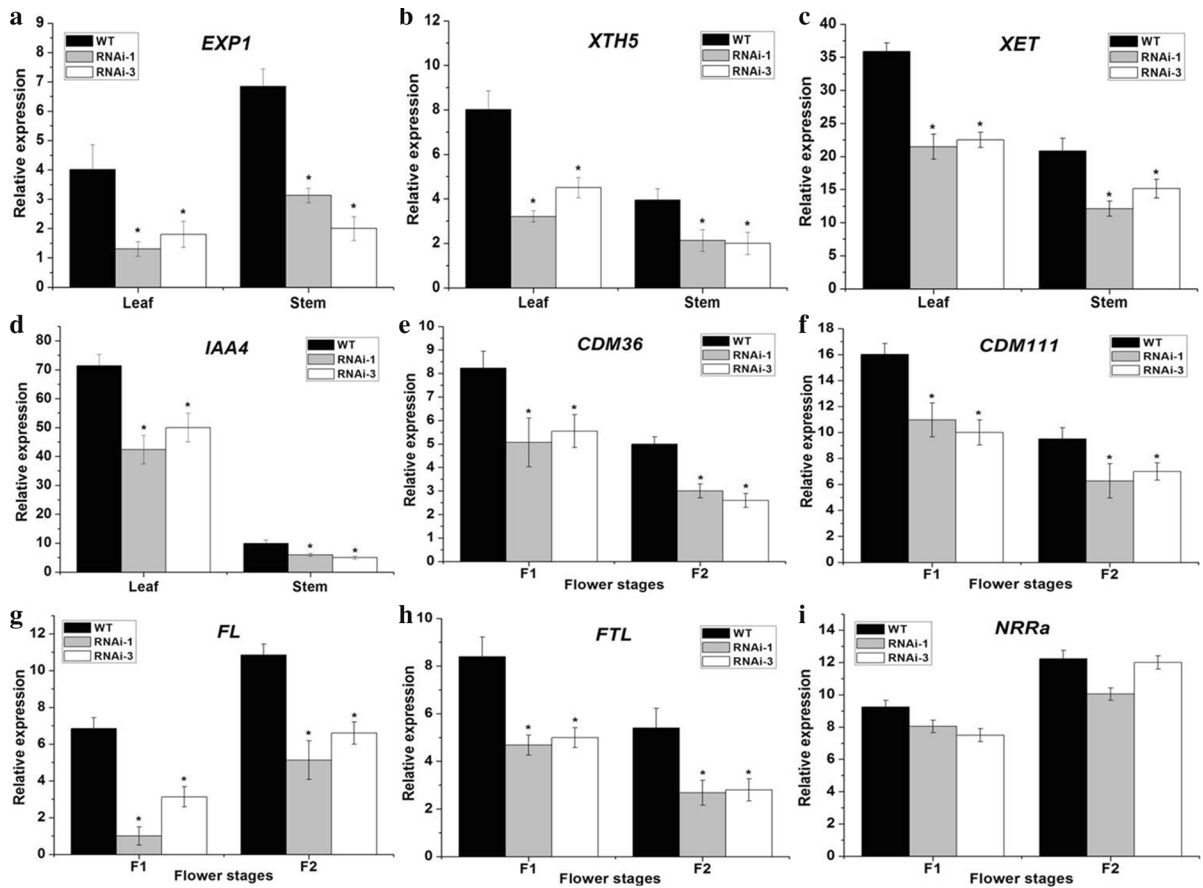 a
EXP1
WT
RNAi-1
RNAi-3
Relative expression
9
8
7
6
5
4
3
2
1
0
*
*
*
*
Leaf
Stem
b
XTH5
WT
RNAi-1
RNAi-3
Relative expression
12
10
8
6
4
2
0
*
*
*
*
Leaf
Stem
c
XET
WT
RNAi-1
RNAi-3
Relative expression
40
35
30
25
20
15
10
5
0
*
*
*
*
Leaf
Stem
d
IAA4
WT
RNAi-1
RNAi-3
Relative expression
80
70
60
50
40
30
20
10
0
*
*
*
*
Leaf
Stem
e
CDM36
WT
RNAi-1
RNAi-3
Relative expression
10
9
8
7
6
5
4
3
2
1
0
*
*
*
*
F1
F2
Flower stages
f
CDM111
WT
RNAi-1
RNAi-3
Relative expression
18
16
14
12
10
8
6
4
2
0
*
*
*
*
F1
F2
Flower stages
g
FL
WT
RNAi-1
RNAi-3
Relative expression
12
10
8
6
4
2
0
*
*
*
*
F1
F2
Flower stages
h
FTL
WT
RNAi-1
RNAi-3
Relative expression
10
8
6
4
2
0
*
*
*
*
F1
F2
Flower stages
i
NRRa
WT
RNAi-1
RNAi-3
Relative expression
14
12
10
8
6
4
2
0
F1
F2
Flower stages